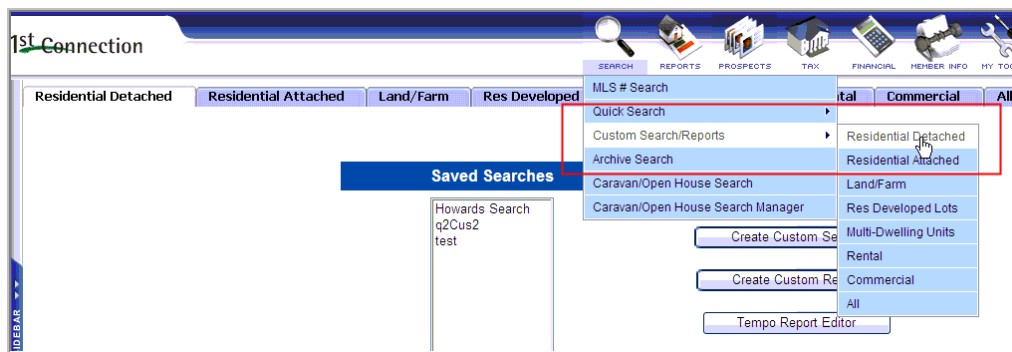 1st Connection
SEARCH REPORTS PROSPECTS TAX FINANCIAL MEMBER INFO MY TOO
Residential Detached Residential Attached Land/Farm Res Developed tal Commercial All
MLS # Search
Quick Search
Custom Search/Reports
Archive Search
Caravan/Open House Search
Caravan/Open House Search Manager
Residential Detached
Residential Attached
Land/Farm
Res Developed Lots
Multi-Dwelling Units
Rental
Commercial
All
Saved Searches
Howards Search
q2Cus2
test
Create Custom Se
Create Custom Re
Tempo Report Editor
IDEBAR